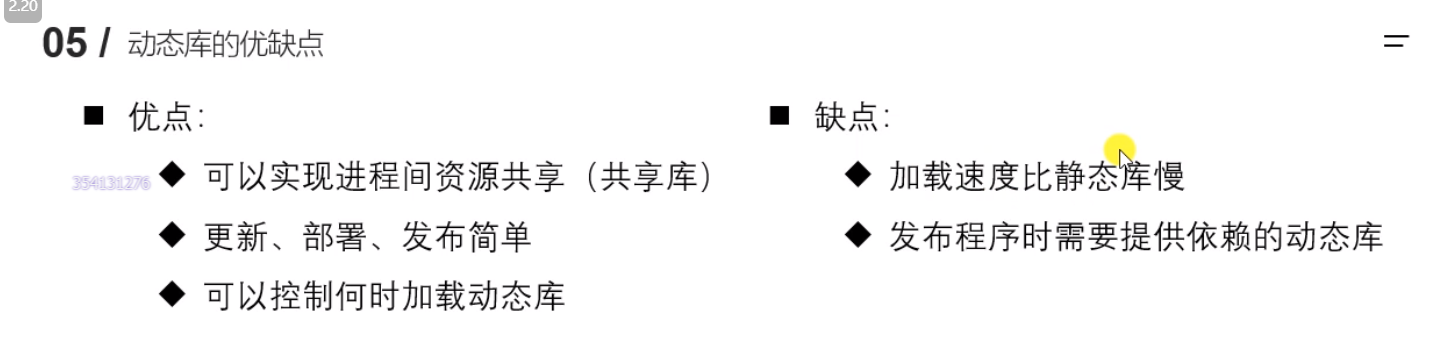 2.20
05 / 动态库的优缺点
优点：
可以实现进程间资源共享（共享库）
更新、部署、发布简单
可以控制何时加载动态库
354131276
缺点：
加载速度比静态库慢
发布程序时需要提供依赖的动态库